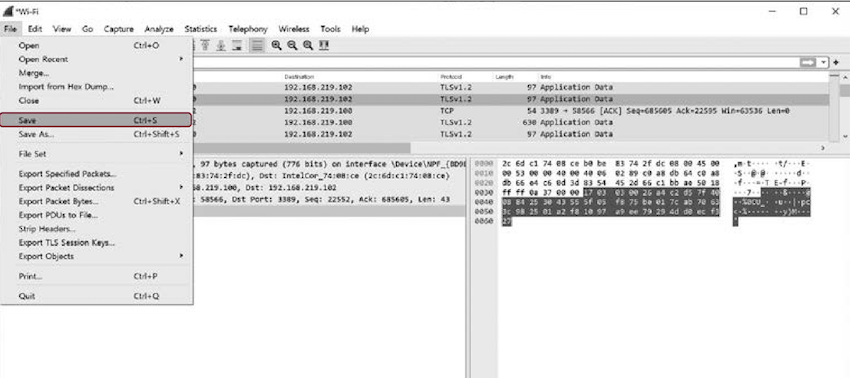 *Wi-Fi
File Edit View Go Capture Analyze Statistics Telephony Wireless Tools Help
Open Ctrl+O
Open Recent
Merge...
Import from Hex Dump...
Close Ctrl+W
Save Ctrl+S
Save As... Ctrl+Shift+S
File Set
Export Specified Packets...
Export Packet Dissections
Export Packet Bytes... Ctrl+Shift+X
Export PDUs to File...
Strip Headers...
Export TLS Session Keys...
Export Objects
Print... Ctrl+P
Quit Ctrl+Q
Destination Protocol Length Info
192.168.219.102 TLSv1.2 97 Application Data
192.168.219.102 TLSv1.2 97 Application Data
192.168.219.100 TCP 54 3389 → 58566 [ACK] Seq=685605 Ack=22595 Win=63536 Len=0
192.168.219.100 TLSv1.2 630 Application Data
192.168.219.102 TLSv1.2 97 Application Data
, 97 bytes captured (776 bits) on interface \Device\NPF_{BD9E
:83:74:2f:dc), Dst: IntelCor_74:08:ce (2c:6d:c1:74:08:ce)
.168.219.100, Dst: 192.168.219.102
: 58566, Dst Port: 3389, Seq: 22552, Ack: 685605, Len: 43
0000 2c 6d c1 74 08 ce b0 be 83 74 2f dc 08 00 45 00
0010 00 53 00 00 40 00 40 06 02 89 c0 a8 db 64 c0 a8
0020 db 66 e4 c6 0d 3d 83 54 45 2d 66 c1 bb ae 50 18
0030 ff ff 0a 37 00 00 17 03 03 00 26 a4 c2 d5 7f 40
0040 08 84 25 30 43 55 5f 05 f8 75 be 01 7c ab 70 63
0050 3c 98 25 01 a2 f8 10 97 a9 ee 79 29 4d d0 ec f3
0060 27